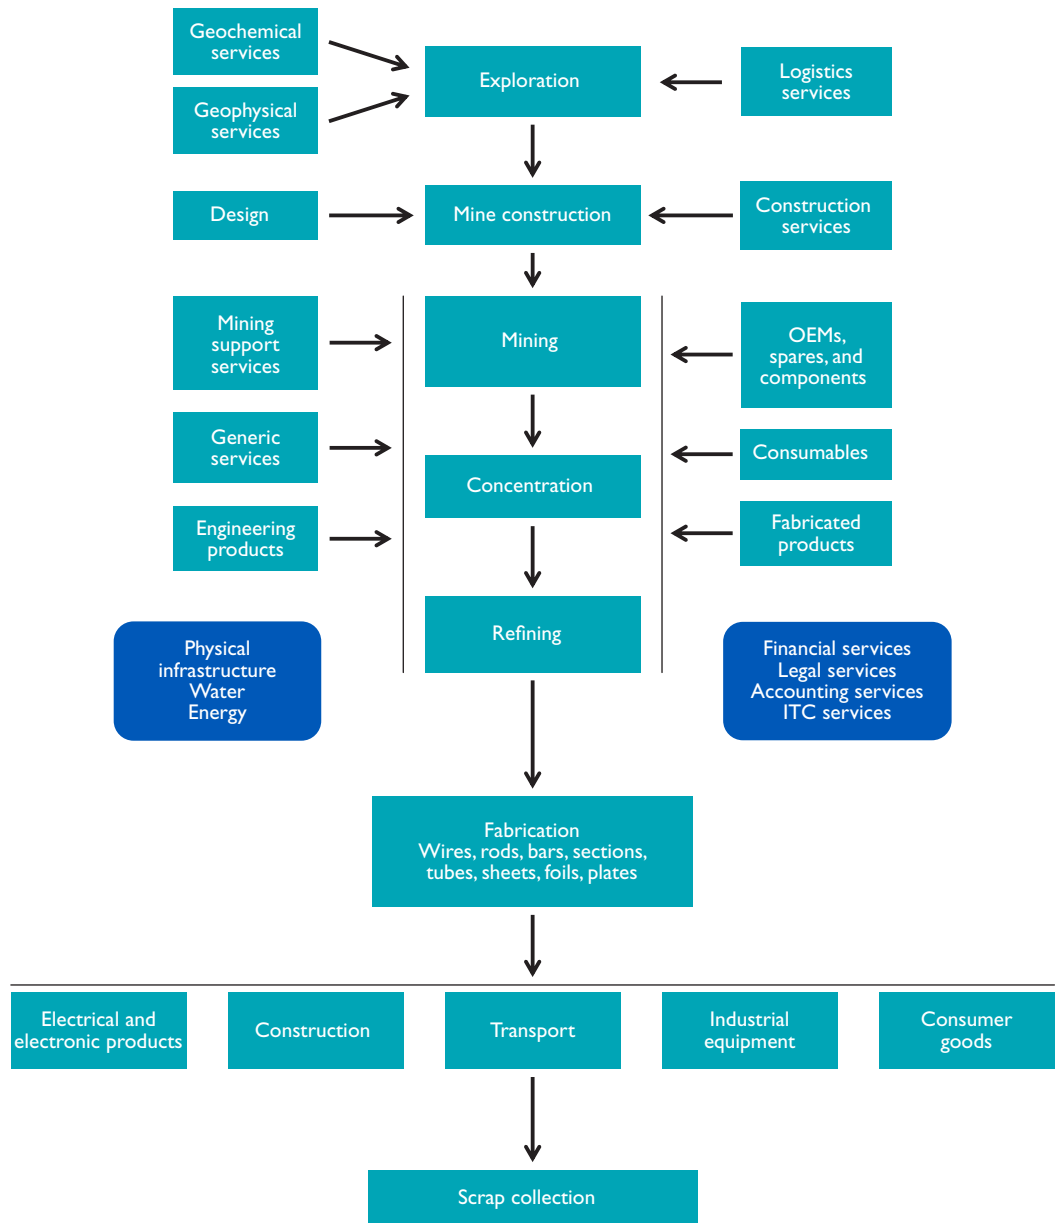 Geochemical
services
Exploration
Logistics
services
Geophysical
services
Design
Mine construction
Construction
services
Mining
support
services
Mining
OEMs,
spares, and
components
Generic
services
Concentration
Consumables
Engineering
products
Fabricated
products
Refining
Physical
infrastructure
Water
Energy
Financial services
Legal services
Accounting services
ITC services
Fabrication
Wires, rods, bars, sections,
tubes, sheets, foils, plates
Electrical and
electronic products
Construction
Transport
Industrial
equipment
Consumer
goods
Scrap collection